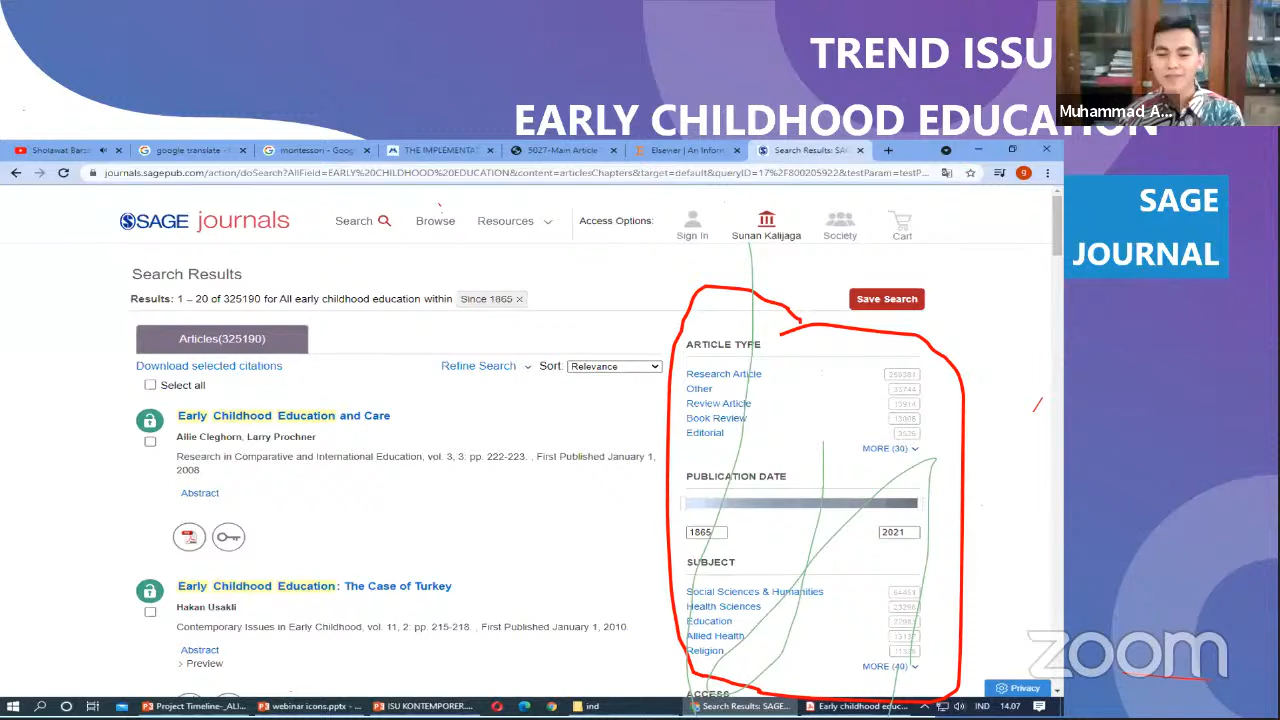 TREND ISSU
EARLY CHILDHOOD EDUCATION
Muhammad A...
SAGE
JOURNAL
Sholawat Barz
google translate -
montessori - Goog
THE IMPLEMENTAT
5027-Main Article
Elsevier | An Inform
Search Results: SAG
journals.sagepub.com/action/doSearch?AllField=EARLY%20CHILDHOOD%20EDUCATION&content=articlesChapters&target=default&queryID=17%2F800205922&testParam=testP...
9
SAGE journals
Search
Browse
Resources
Access Options:
Sign In
Sunan Kalijaga
Society
Cart
Search Results
Results: 1 – 20 of 325190 for All early childhood education within Since 1865 ×
Save Search
Articles(325190)
Download selected citations
Refine Search
Sort: Relevance
Select all
Early Childhood Education and Care
Ailie Cleghorn, Larry Prochner
Research in Comparative and International Education, vol. 3, 3: pp. 222-223. , First Published January 1,
2008
Abstract
Early Childhood Education: The Case of Turkey
Hakan Usakli
Contemporary Issues in Early Childhood, vol. 11, 2: pp. 215-218. , First Published January 1, 2010.
Abstract
> Preview
ARTICLE TYPE
Research Article
Other
Review Article
Book Review
Editorial
MORE (30)
PUBLICATION DATE
1865
2021
SUBJECT
Social Sciences & Humanities
Health Sciences
Education
Allied Health
Religion
MORE (40)
ACCESS
zoom
Privacy
Project Timeline-_ALI...
webinar icons.pptx -...
ISU KONTEMPORER....
ind
Search Results: SAGE...
Early childhood educ...
IND
14.07